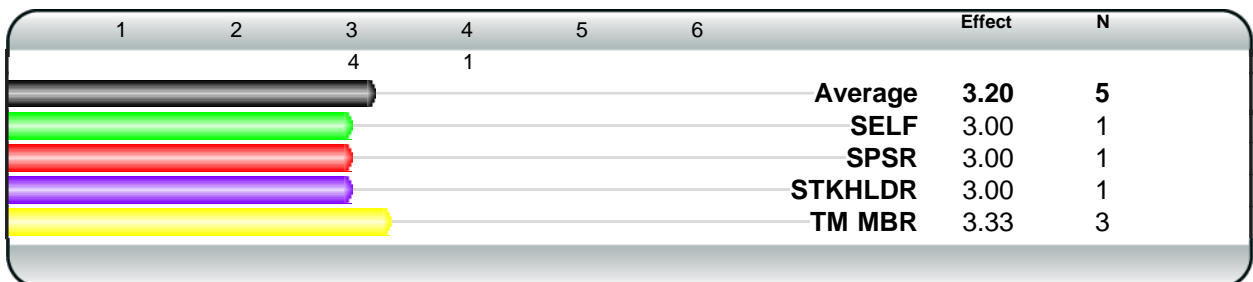 1 2 3 4 5 6 Effect N
4 1
Average 3.20 5
SELF 3.00 1
SPSR 3.00 1
STKHLDR 3.00 1
TM MBR 3.33 3